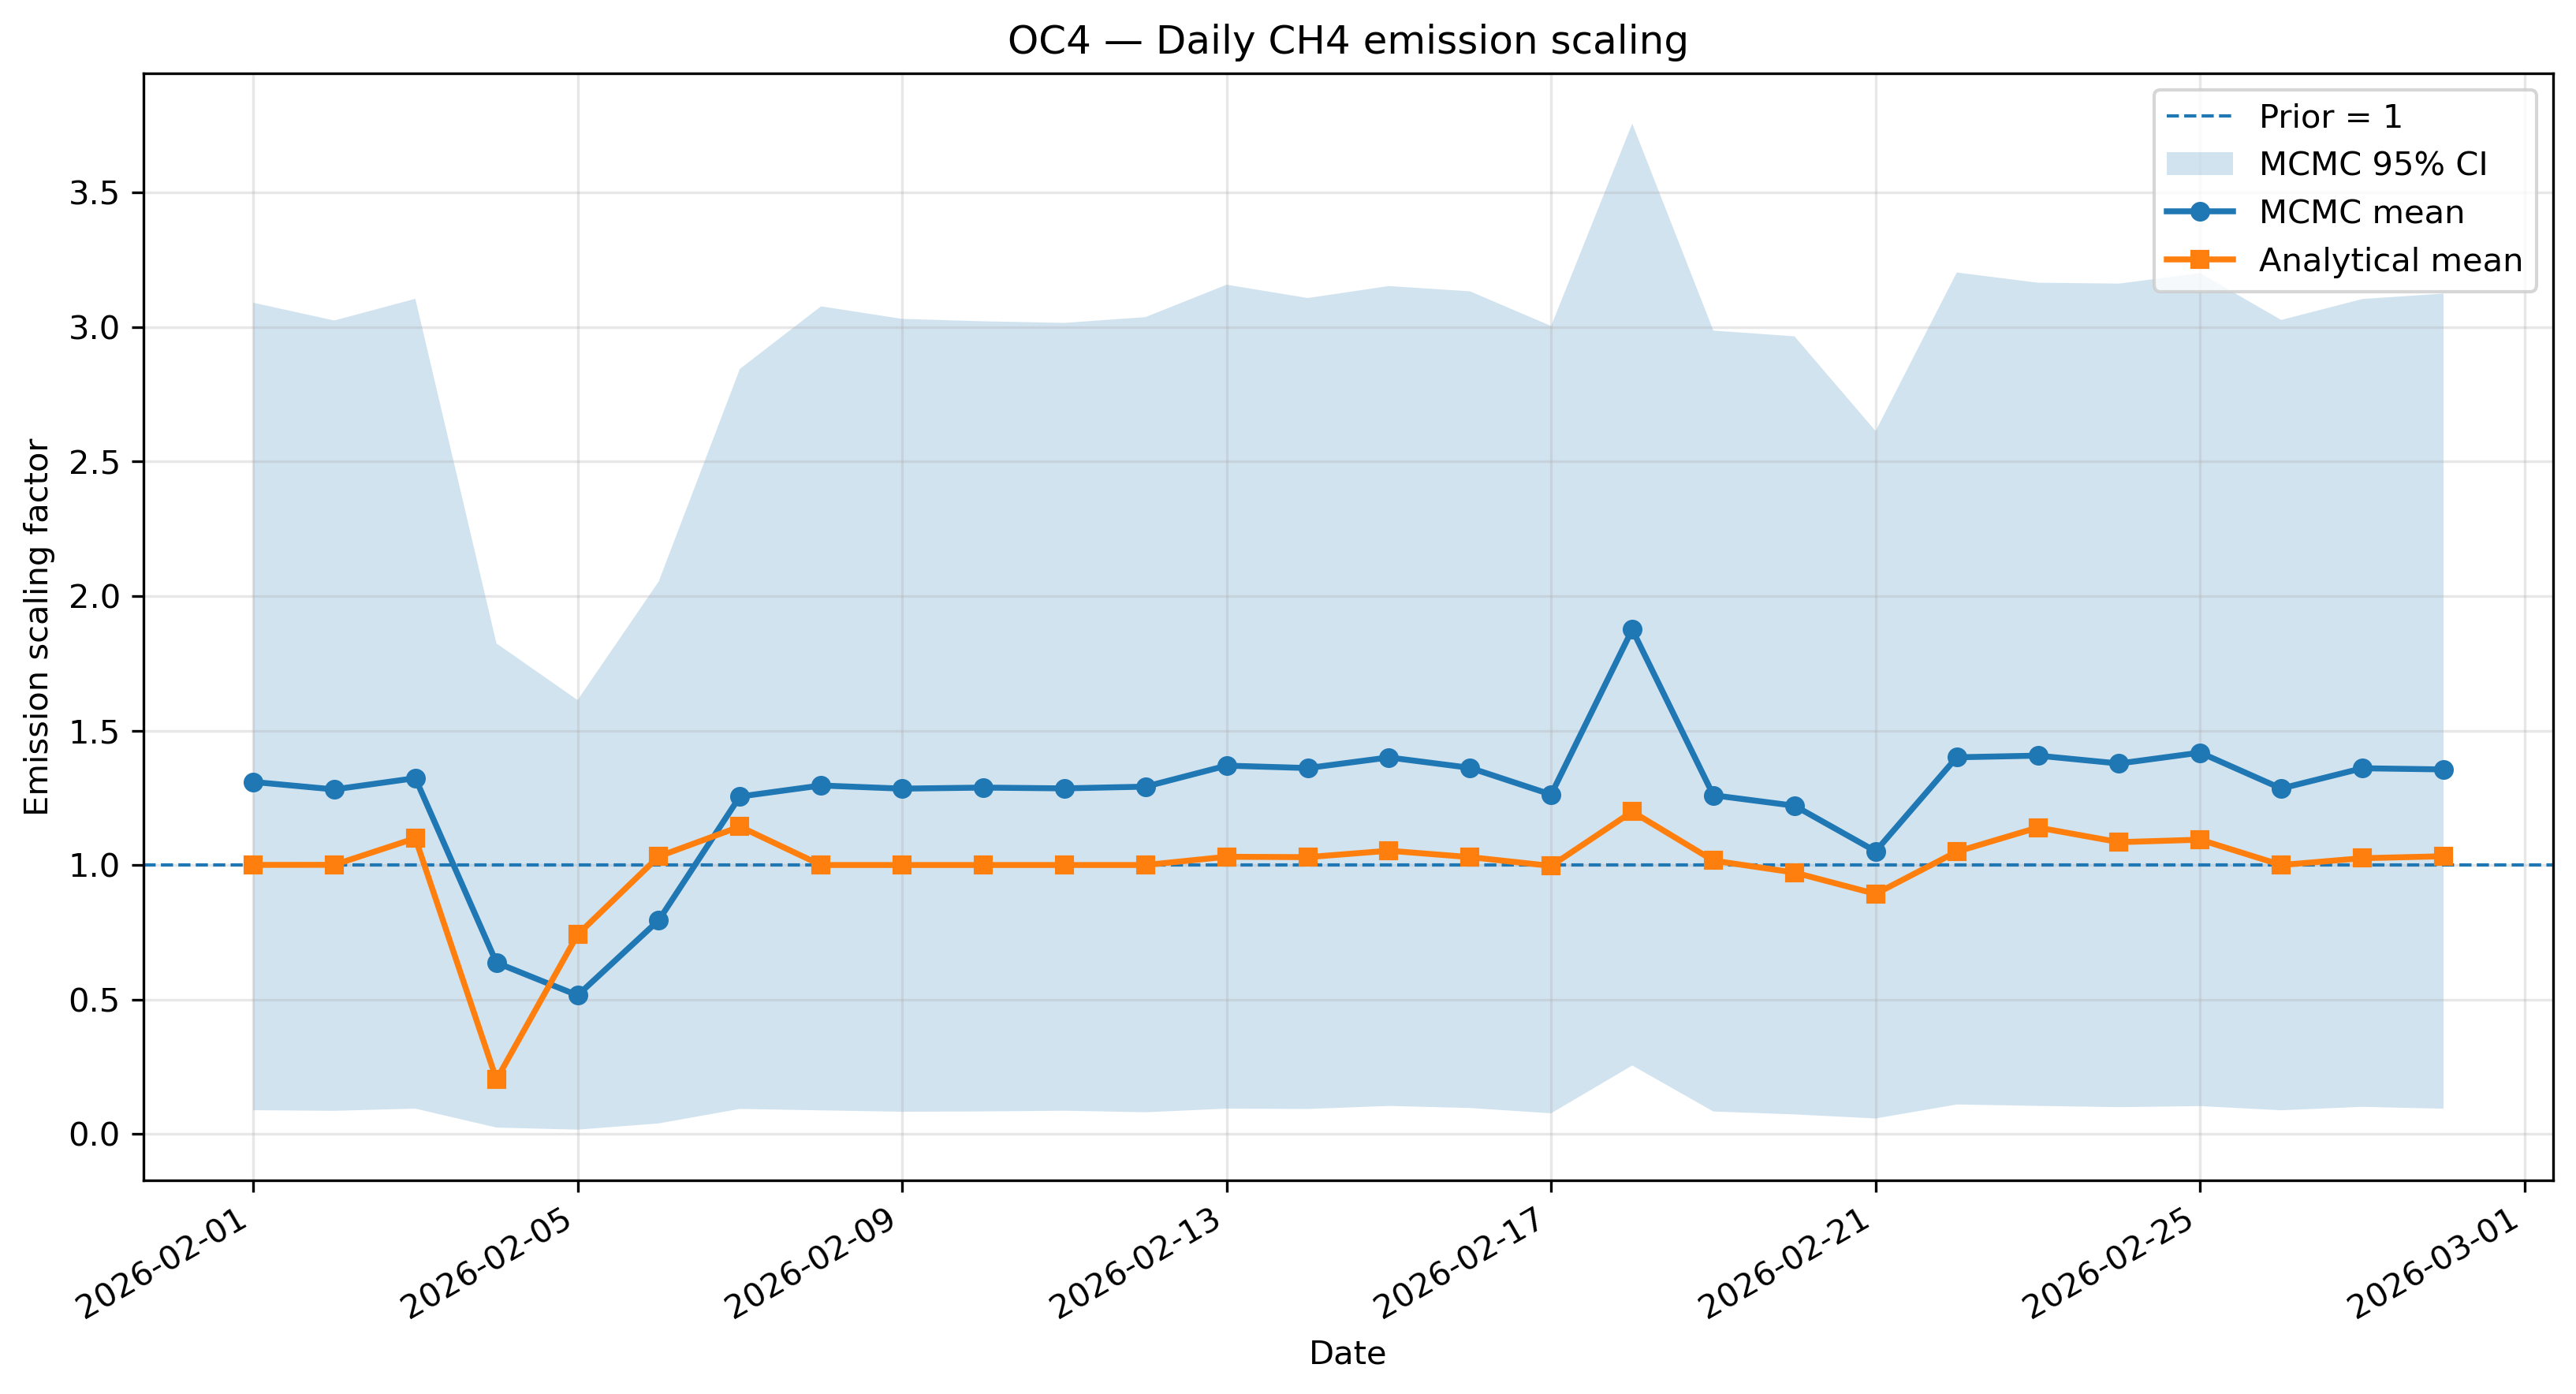 OC4 — Daily CH4 emission scaling
Prior = 1
MCMC 95% CI
MCMC mean
Analytical mean
Emission scaling factor
3.5
3.0
2.5
2.0
1.5
1.0
0.5
0.0
2026-02-01
2026-02-05
2026-02-09
2026-02-13
2026-02-17
2026-02-21
2026-02-25
2026-03-01
Date